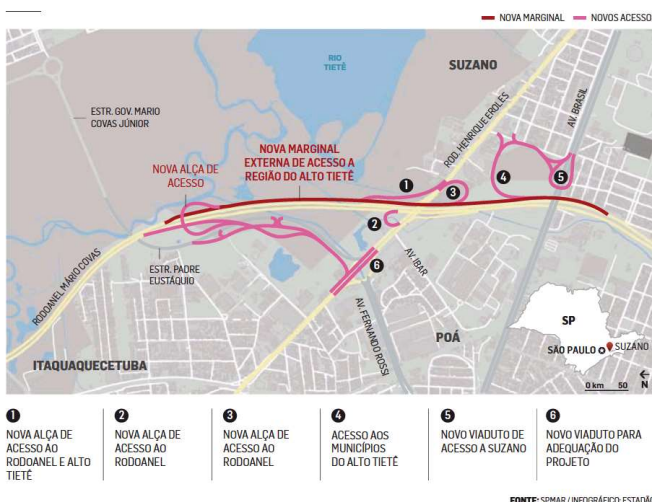 NOVA MARGINAL NOVOS ACESSO
RIO
TIETÊ
SUZANO
ESTR. GOV. MARIO
COVAS JÚNIOR
AV. BRASIL
ROD. HENRIQUE EROLES
NOVA MARGINAL
EXTERNA DE ACESSO A
REGIÃO DO ALTO TIETÊ
NOVA ALÇA DE
ACESSO
1
3
4
5
2
6
RODOANEL MÁRIO COVAS
ESTR. PADRE
EUSTÁQUIO
AV. IBAR
AV. FERNANDO ROSSI
POÁ
ITAQUAQUECETUBA
SP
SÃO PAULO SUZANO
0 km 50 N
1
NOVA ALÇA DE
ACESSO AO
RODOANEL E ALTO
TIETÊ
2
NOVA ALÇA DE
ACESSO AO
RODOANEL
3
NOVA ALÇA DE
ACESSO AO
RODOANEL
4
ACESSO AOS
MUNICÍPIOS
DO ALTO TIETÊ
5
NOVO VIADUTO DE
ACESSO A SUZANO
6
NOVO VIADUTO PARA
ADEQUAÇÃO DO
PROJETO
FONTE: SPMAR / INFOGRÁFICO: ESTADÃO